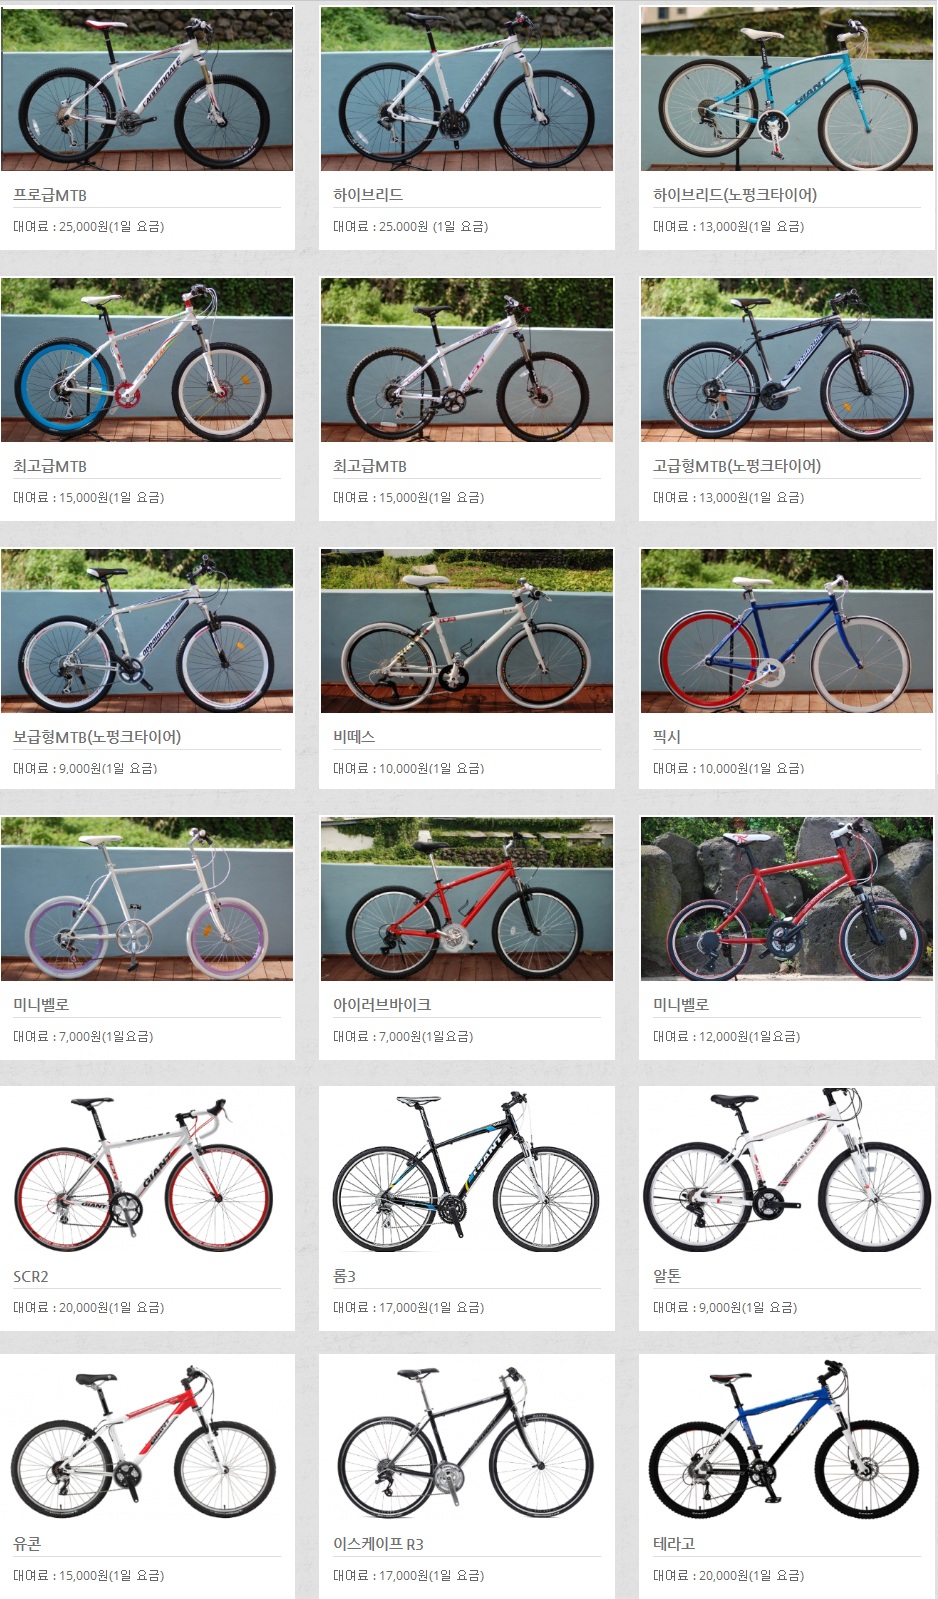 프로급MTB
대여료 : 25,000원(1일 요금)
하이브리드
대여료 : 25.000원 (1일 요금)
하이브리드(노펑크타이어)
대여료 : 13,000원(1일 요금)
최고급MTB
대여료 : 15,000원(1일 요금)
최고급MTB
대여료 : 15,000원(1일 요금)
고급형MTB(노펑크타이어)
대여료 : 13,000원(1일 요금)
보급형MTB(노펑크타이어)
대여료 : 9,000원(1일 요금)
비떼스
대여료 : 10,000원(1일 요금)
픽시
대여료 : 10,000원(1일 요금)
미니벨로
대여료 : 7,000원(1일요금)
아이러브바이크
대여료 : 7,000원(1일요금)
미니벨로
대여료 : 12,000원(1일요금)
GIANT
GIANT
SCR2
대여료 : 20,000원(1일 요금)
GIANT
롬3
대여료 : 17,000원(1일 요금)
알톤
대여료 : 9,000원(1일 요금)
유콘
대여료 : 15,000원(1일 요금)
이스케이프 R3
대여료 : 17,000원(1일 요금)
테라고
대여료 : 20,000원(1일 요금)